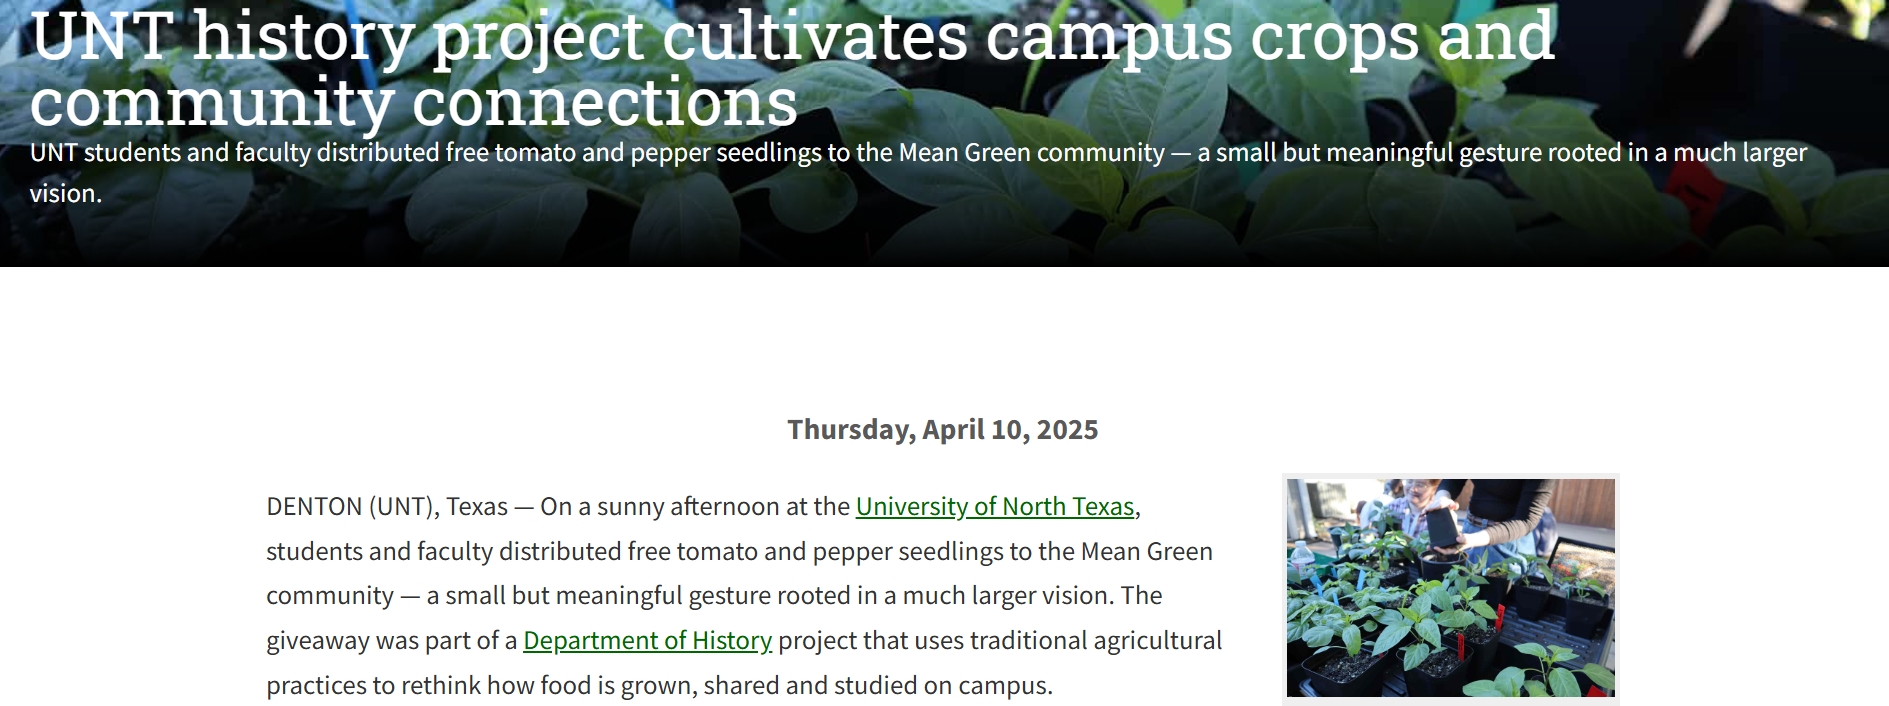 UNT history project cultivates campus crops and
community connections
UNT students and faculty distributed free tomato and pepper seedlings to the Mean Green community — a small but meaningful gesture rooted in a much larger
vision.
Thursday, April 10, 2025
DENTON (UNT), Texas — On a sunny afternoon at the University of North Texas,
students and faculty distributed free tomato and pepper seedlings to the Mean Green
community — a small but meaningful gesture rooted in a much larger vision. The
giveaway was part of a Department of History project that uses traditional agricultural
practices to rethink how food is grown, shared and studied on campus.